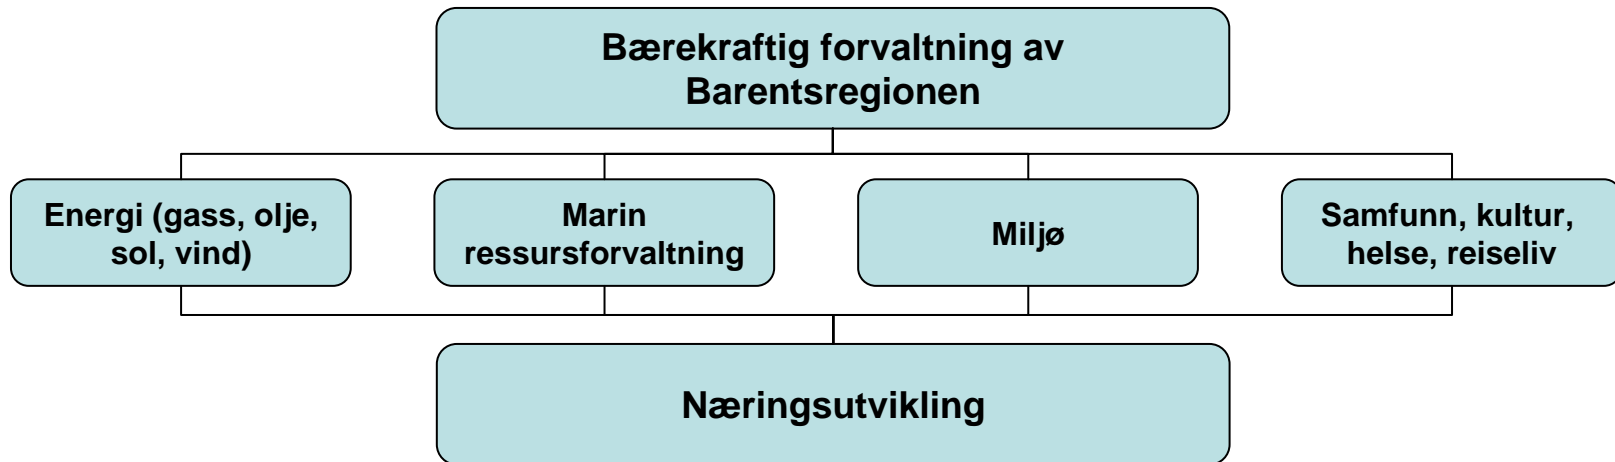 Bærekraftig forvaltning av
Barentsregionen
Energi (gass, olje,
sol, vind)
Marin
ressursforvaltning
Miljø
Samfunn, kultur,
helse, reiseliv
Næringsutvikling